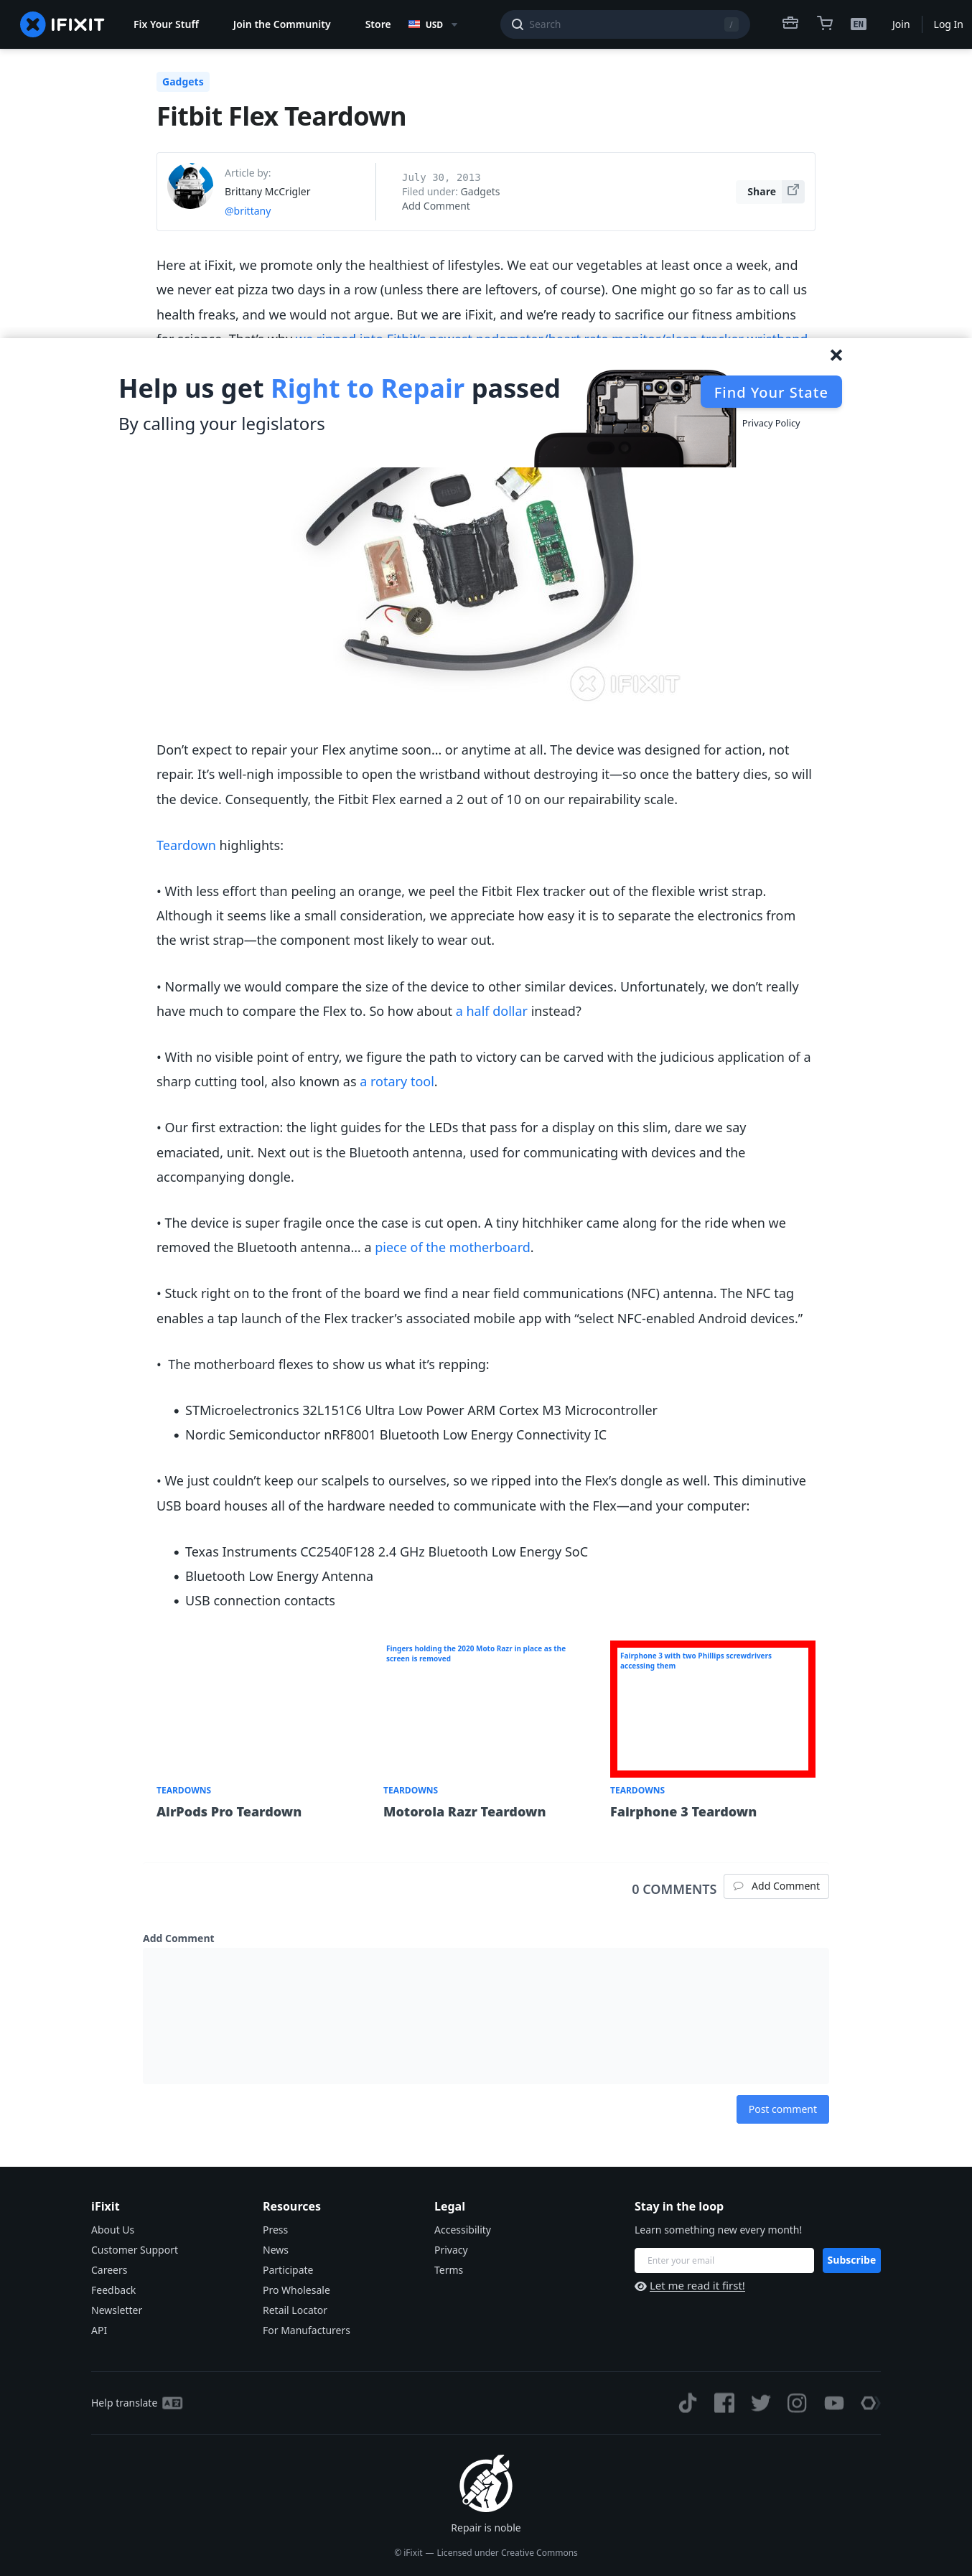 IFIXIT
Fix Your Stuff
Join the Community
Store
USD
Search
/
EN
Join
Log In
Gadgets
Fitbit Flex Teardown
Article by:
Brittany McCrigler
@brittany
July 30, 2013
Filed under: Gadgets
Add Comment
Share
Here at iFixit, we promote only the healthiest of lifestyles. We eat our vegetables at least once a week, and
we never eat pizza two days in a row (unless there are leftovers, of course). One might go so far as to call us
health freaks, and we would not argue. But we are iFixit, and we’re ready to sacrifice our fitness ambitions
for science. That’s why we ripped into Fitbit’s newest pedometer/heart rate monitor/sleep tracker wristband
Help us get Right to Repair passed
By calling your legislators
Find Your State
Privacy Policy
IFIXIT
Don’t expect to repair your Flex anytime soon… or anytime at all. The device was designed for action, not
repair. It’s well-nigh impossible to open the wristband without destroying it—so once the battery dies, so will
the device. Consequently, the Fitbit Flex earned a 2 out of 10 on our repairability scale.
Teardown highlights:
• With less effort than peeling an orange, we peel the Fitbit Flex tracker out of the flexible wrist strap.
Although it seems like a small consideration, we appreciate how easy it is to separate the electronics from
the wrist strap—the component most likely to wear out.
• Normally we would compare the size of the device to other similar devices. Unfortunately, we don’t really
have much to compare the Flex to. So how about a half dollar instead?
• With no visible point of entry, we figure the path to victory can be carved with the judicious application of a
sharp cutting tool, also known as a rotary tool.
• Our first extraction: the light guides for the LEDs that pass for a display on this slim, dare we say
emaciated, unit. Next out is the Bluetooth antenna, used for communicating with devices and the
accompanying dongle.
• The device is super fragile once the case is cut open. A tiny hitchhiker came along for the ride when we
removed the Bluetooth antenna… a piece of the motherboard.
• Stuck right on to the front of the board we find a near field communications (NFC) antenna. The NFC tag
enables a tap launch of the Flex tracker’s associated mobile app with “select NFC-enabled Android devices.”
• The motherboard flexes to show us what it’s repping:
• STMicroelectronics 32L151C6 Ultra Low Power ARM Cortex M3 Microcontroller
• Nordic Semiconductor nRF8001 Bluetooth Low Energy Connectivity IC
• We just couldn’t keep our scalpels to ourselves, so we ripped into the Flex’s dongle as well. This diminutive
USB board houses all of the hardware needed to communicate with the Flex—and your computer:
• Texas Instruments CC2540F128 2.4 GHz Bluetooth Low Energy SoC
• Bluetooth Low Energy Antenna
• USB connection contacts
Fingers holding the 2020 Moto Razr in place as the
screen is removed
Fairphone 3 with two Phillips screwdrivers
accessing them
TEARDOWNS
AirPods Pro Teardown
TEARDOWNS
Motorola Razr Teardown
TEARDOWNS
Fairphone 3 Teardown
0 COMMENTS
Add Comment
Add Comment
Post comment
iFixit
About Us
Customer Support
Careers
Feedback
Newsletter
API
Resources
Press
News
Participate
Pro Wholesale
Retail Locator
For Manufacturers
Legal
Accessibility
Privacy
Terms
Stay in the loop
Learn something new every month!
Enter your email
Subscribe
Let me read it first!
Help translate
Repair is noble
© iFixit — Licensed under Creative Commons